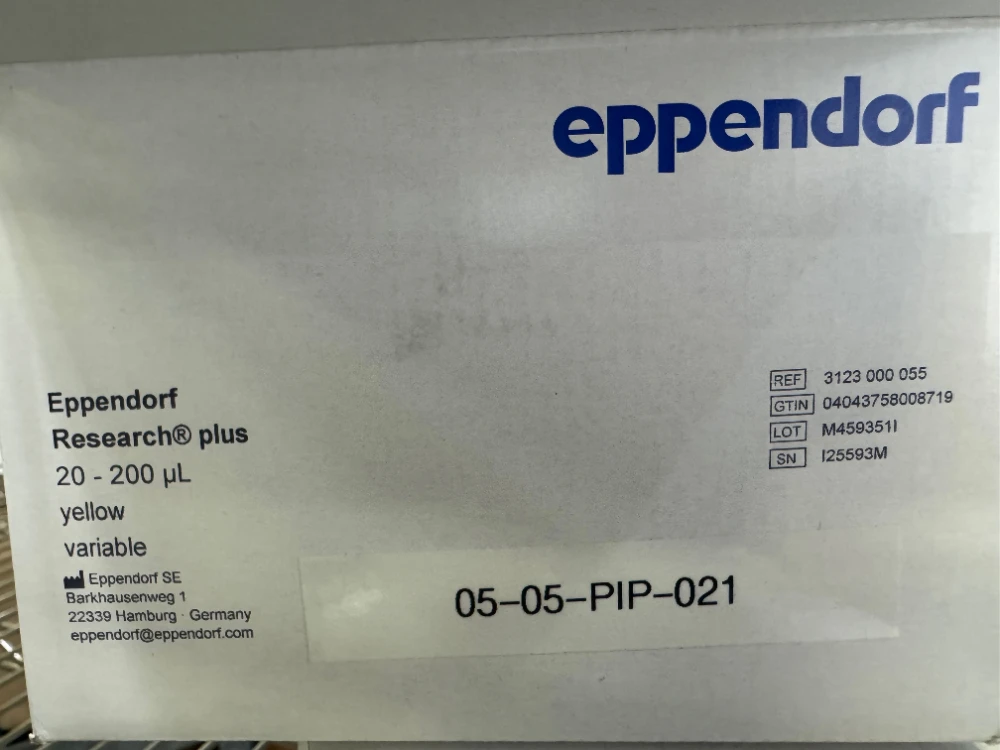 eppendorf
Eppendorf
Research® plus
20 - 200 µL
yellow
variable
Eppendorf SE
Barkhausenweg 1
22339 Hamburg · Germany
eppendorf@eppendorf.com
REF 3123 000 055
GTIN 04043758008719
LOT M459351I
SN I25593M
05-05-PIP-021